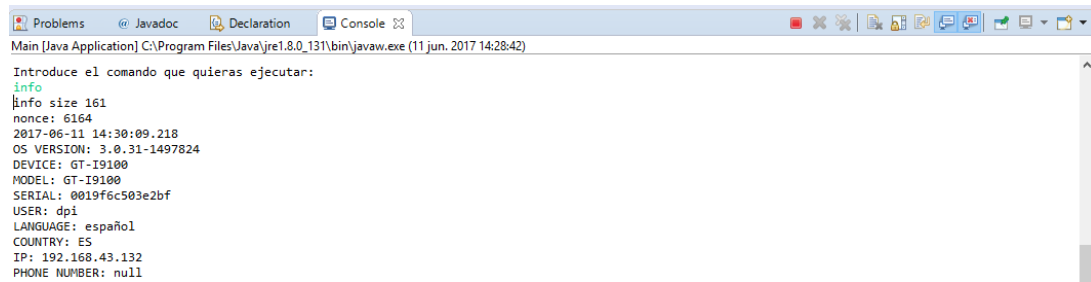 Problems @ Javadoc Declaration Console
Main [Java Application] C:\Program Files\Java\jre1.8.0_131\bin\javaw.exe (11 jun. 2017 14:28:42)
Introduce el comando que quieras ejecutar:
info
info size 161
nonce: 6164
2017-06-11 14:30:09.218
OS VERSION: 3.0.31-1497824
DEVICE: GT-I9100
MODEL: GT-I9100
SERIAL: 0019f6c503e2bf
USER: dpi
LANGUAGE: español
COUNTRY: ES
IP: 192.168.43.132
PHONE NUMBER: null